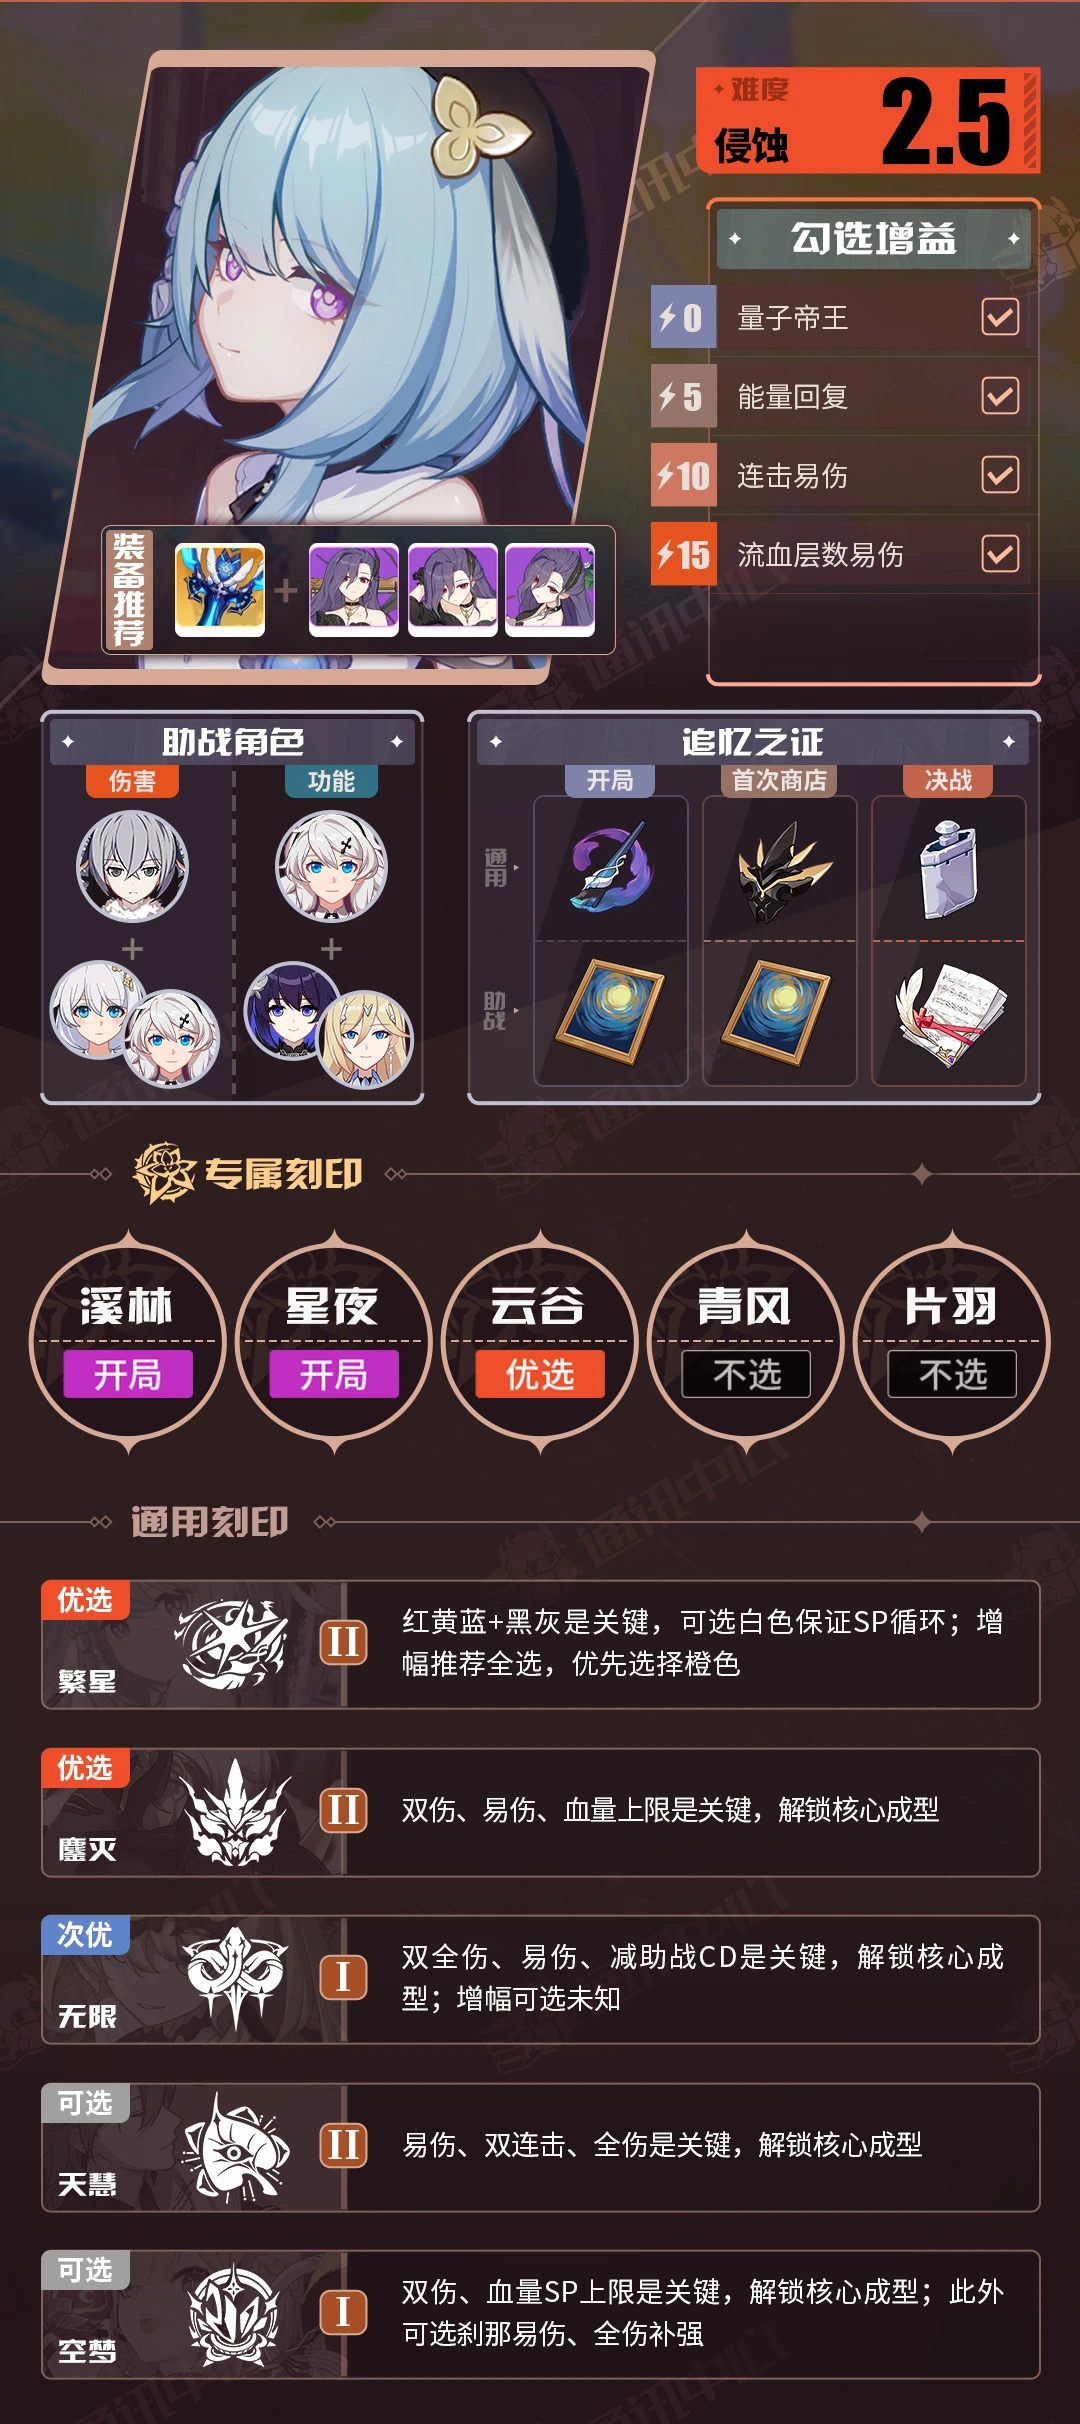 难度
侵蚀
2.5
勾选增益
0
量子帝王
5
能量回复
10
连击易伤
15
流血层数易伤
装备推荐
助战角色
伤害
功能
追忆之证
开局
首次商店
决战
通用
助战
专属刻印
溪林
开局
星夜
开局
云谷
优选
青风
不选
片羽
不选
通用刻印
优选
繁星
II
红黄蓝+黑灰是关键，可选白色保证SP循环；增
幅推荐全选，优先选择橙色
优选
鏖灭
II
双伤、易伤、血量上限是关键，解锁核心成型
次优
无限
I
双全伤、易伤、减助战CD是关键，解锁核心成
型；增幅可选未知
可选
天慧
II
易伤、双连击、全伤是关键，解锁核心成型
可选
空梦
I
双伤、血量SP上限是关键，解锁核心成型；此外
可选刹那易伤、全伤补强
通讯中心